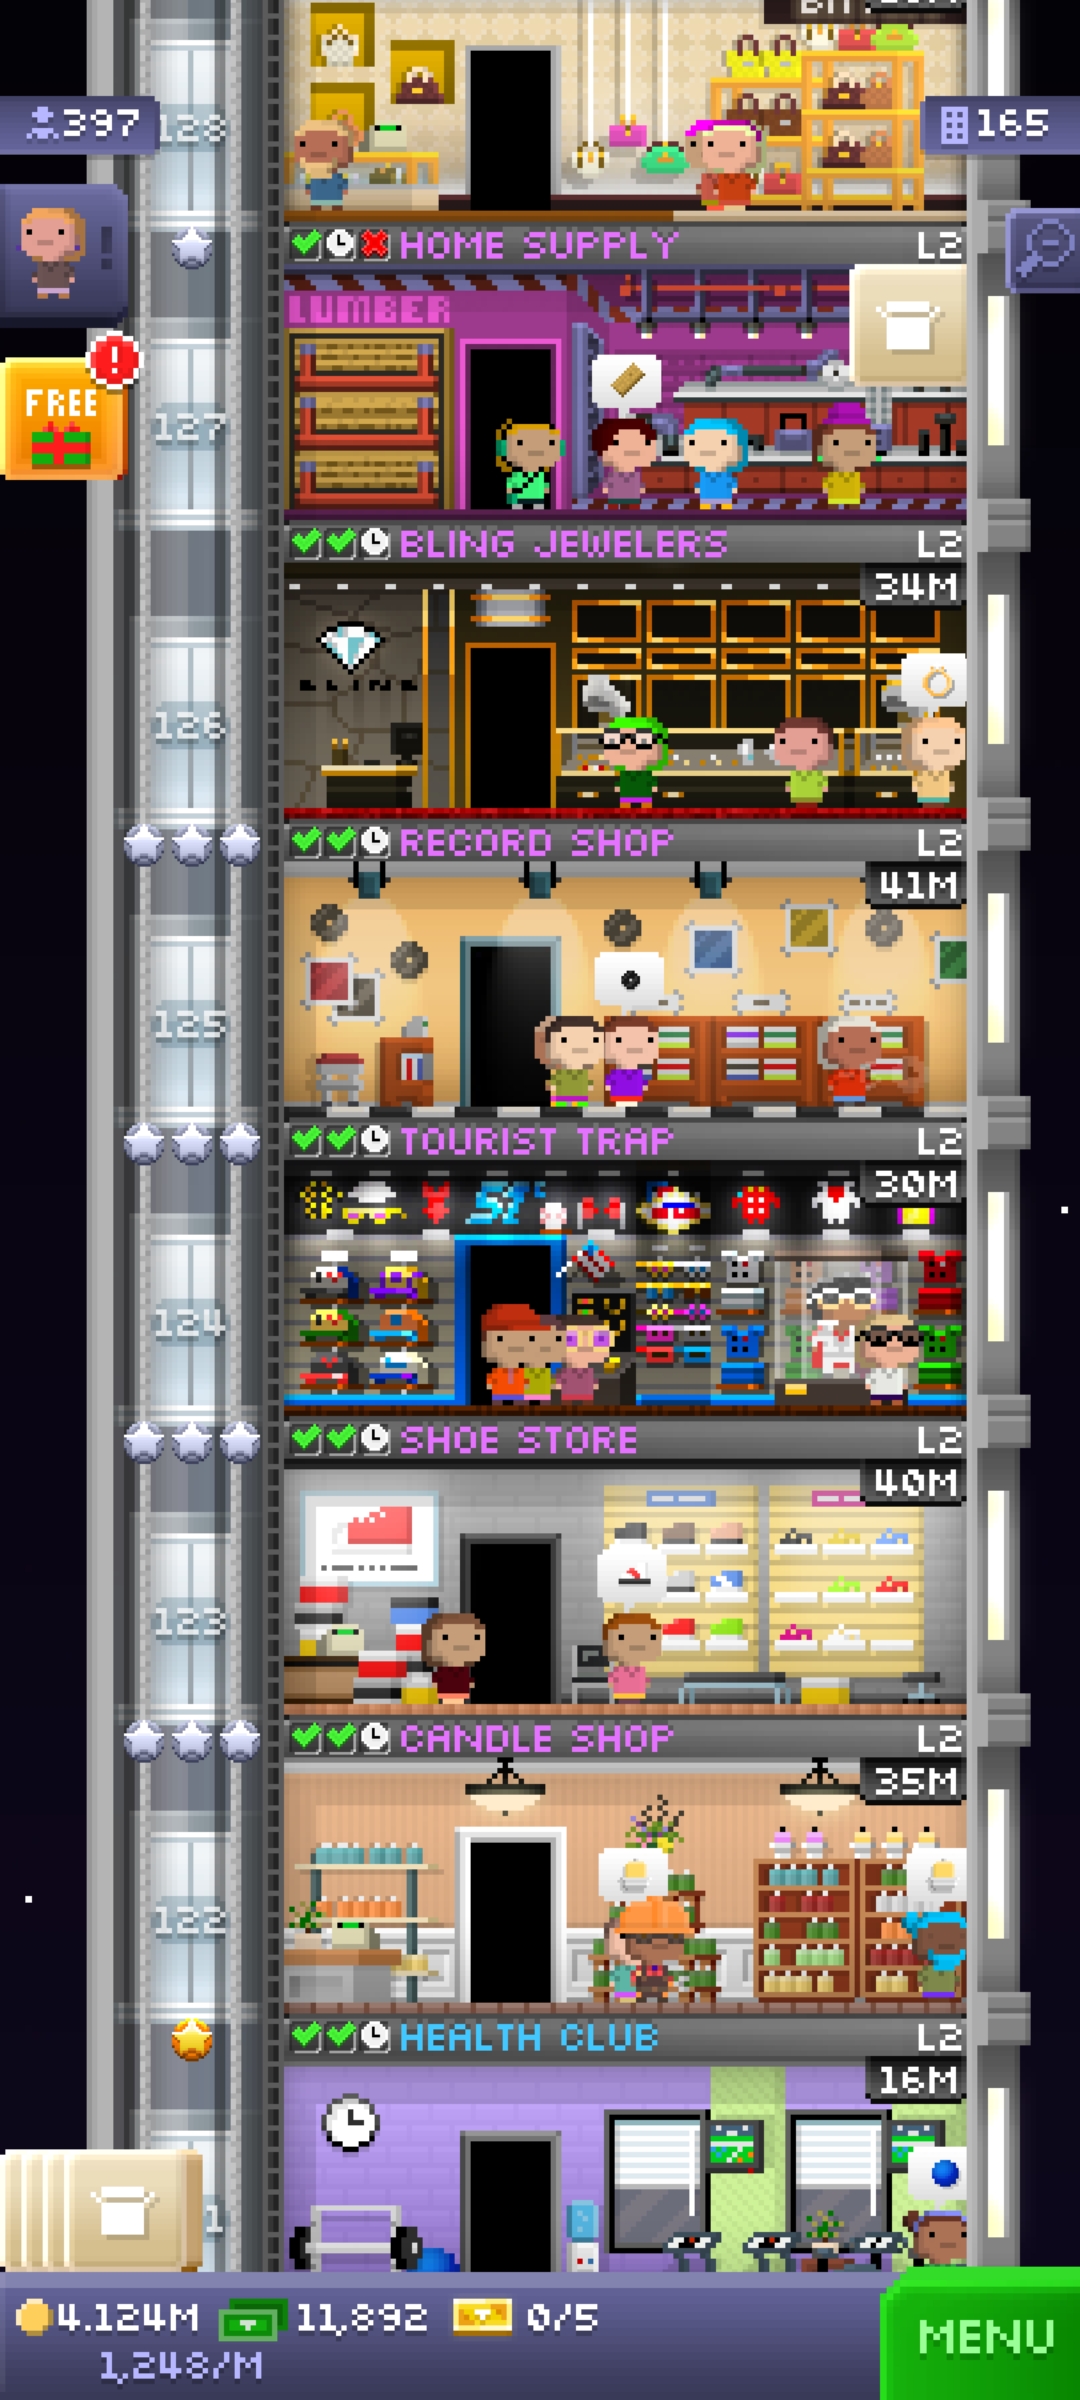 397
128
165
HOME SUPPLY L2
LUMBER
FREE
127
BLING JEWELERS L2
34M
BLING
126
RECORD SHOP L2
41M
125
TOURIST TRAP L2
30M
124
SHOE STORE L2
40M
123
CANDLE SHOP L2
35M
122
HEALTH CLUB L2
16M
1
4.124M 11,892 0/5
1,248/M
MENU